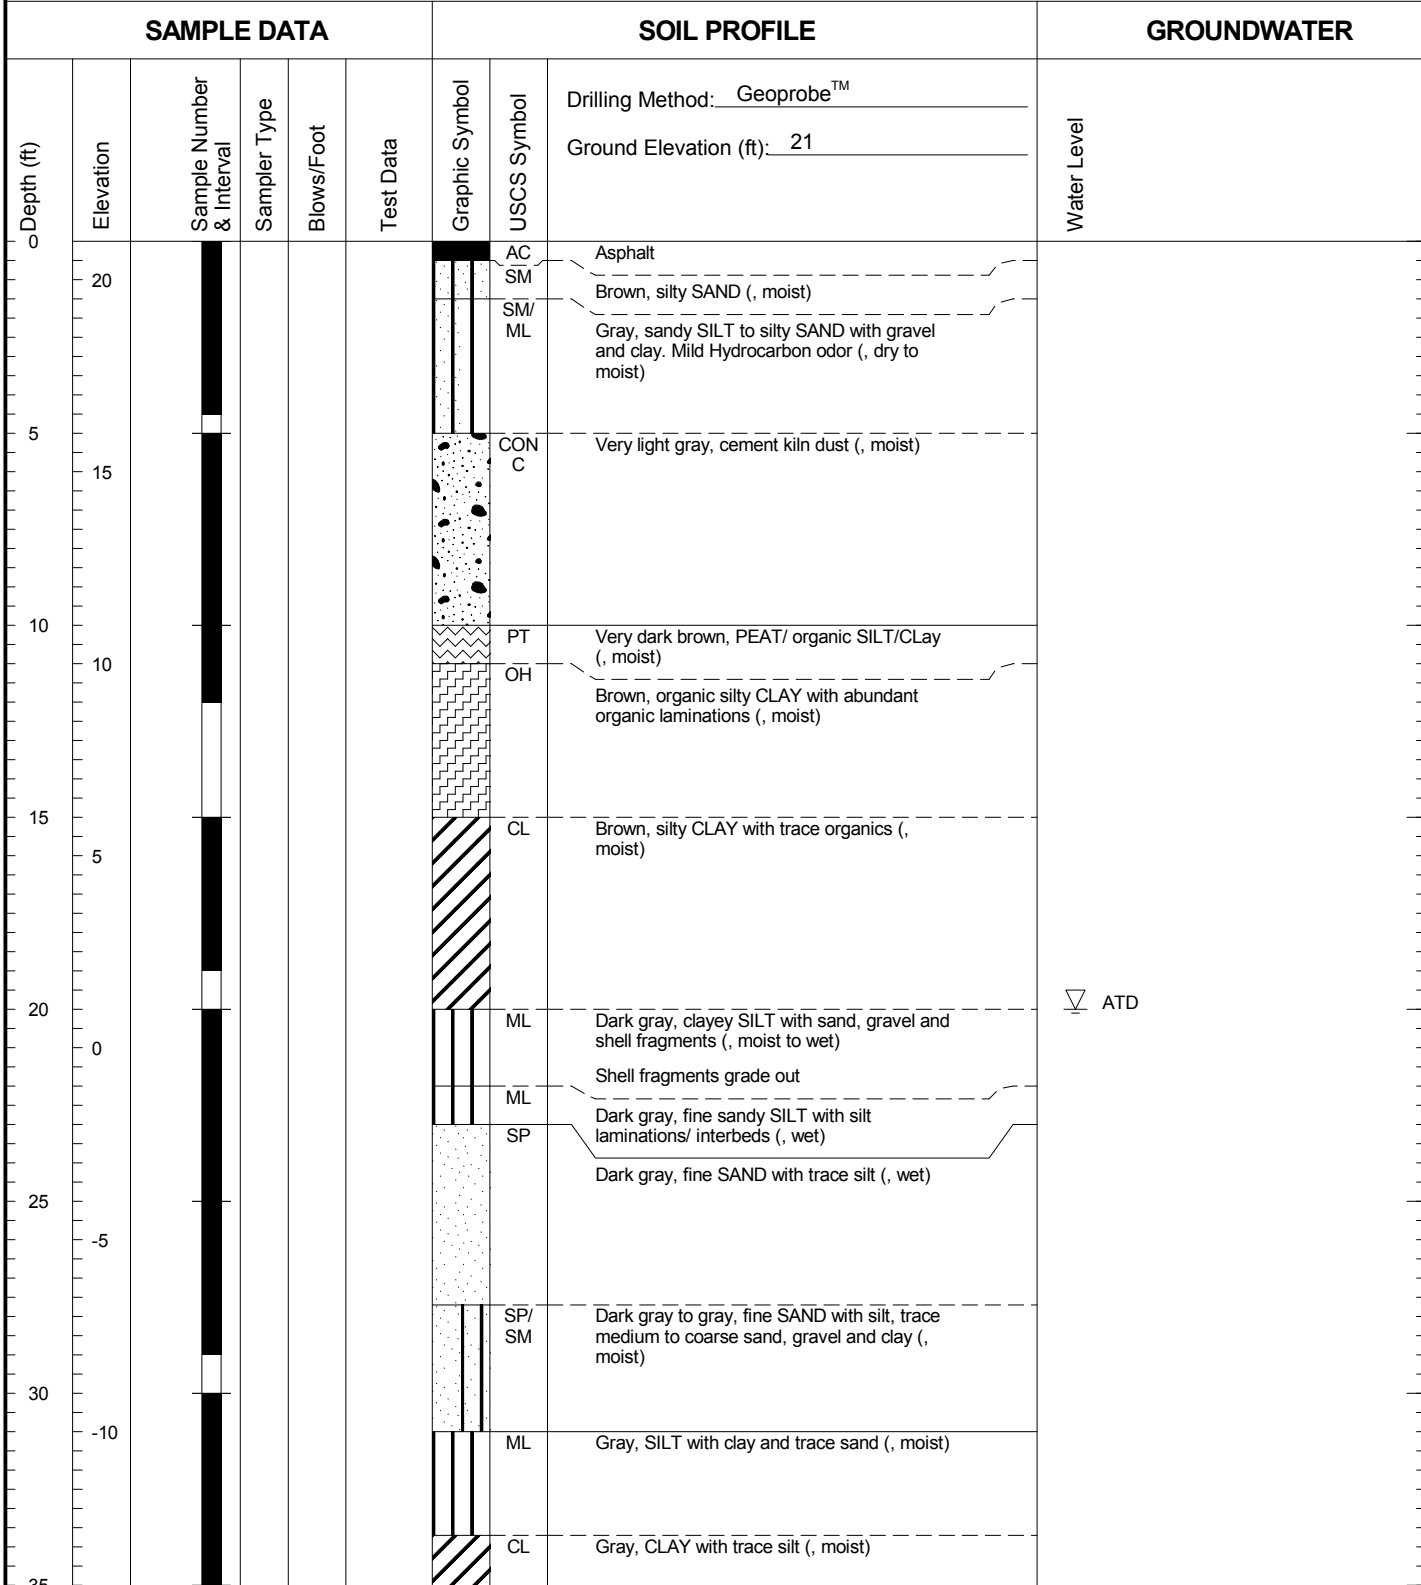 SAMPLE DATA
SOIL PROFILE
GROUNDWATER
Depth (ft)
Elevation
Sample Number
& Interval
Sampler Type
Blows/Foot
Test Data
Graphic Symbol
USCS Symbol
Drilling Method: Geoprobe™
Ground Elevation (ft): 21
Water Level
0
AC
Asphalt
20
SM
Brown, silty SAND (, moist)
SM/
ML
Gray, sandy SILT to silty SAND with gravel
and clay. Mild Hydrocarbon odor (, dry to
moist)
5
CON
C
Very light gray, cement kiln dust (, moist)
15
10
PT
Very dark brown, PEAT/ organic SILT/CLay
(, moist)
10
OH
Brown, organic silty CLAY with abundant
organic laminations (, moist)
15
CL
Brown, silty CLAY with trace organics (,
moist)
5
ATD
20
ML
Dark gray, clayey SILT with sand, gravel and
shell fragments (, moist to wet)
0
Shell fragments grade out
ML
Dark gray, fine sandy SILT with silt
laminations/ interbeds (, wet)
SP
Dark gray, fine SAND with trace silt (, wet)
25
-5
SP/
SM
Dark gray to gray, fine SAND with silt, trace
medium to coarse sand, gravel and clay (,
moist)
30
-10
ML
Gray, SILT with clay and trace sand (, moist)
CL
Gray, CLAY with trace silt (, moist)
35